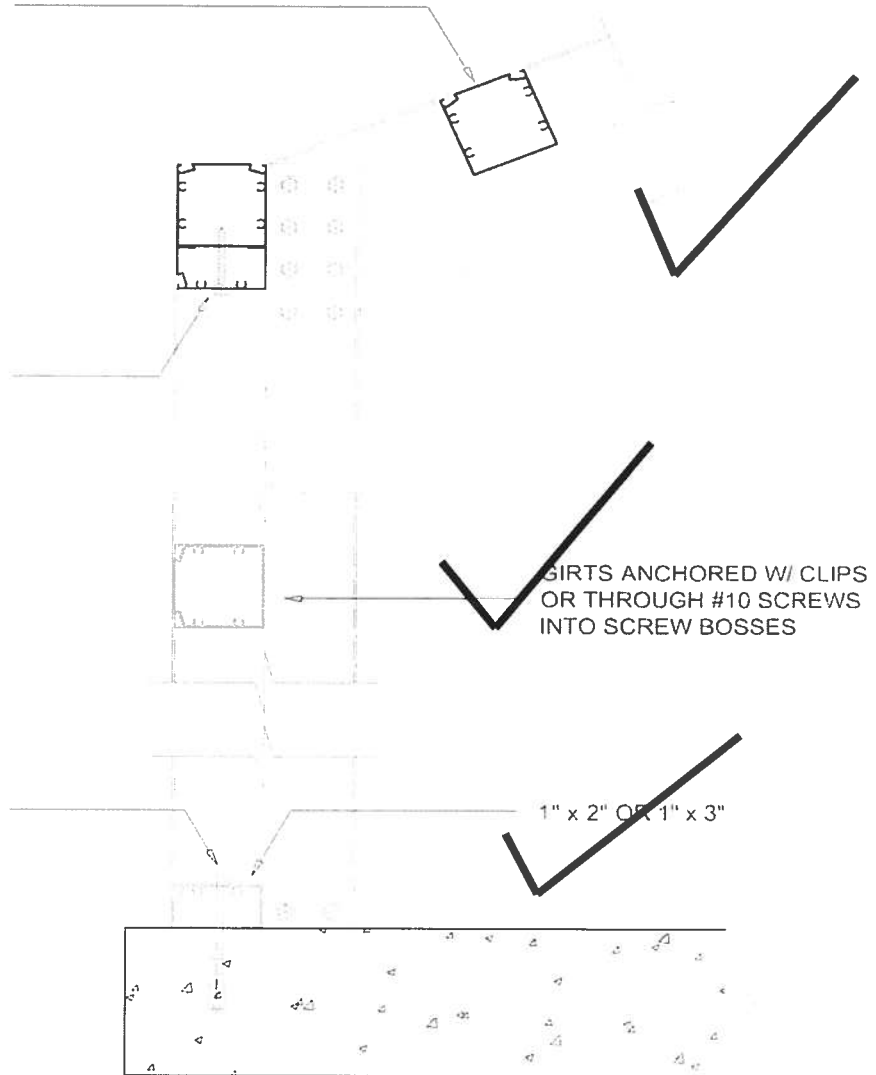 GIRTS ANCHORED W/ CLIPS
OR THROUGH #10 SCREWS
INTO SCREW BOSSES
1" x 2" OR 1" x 3"